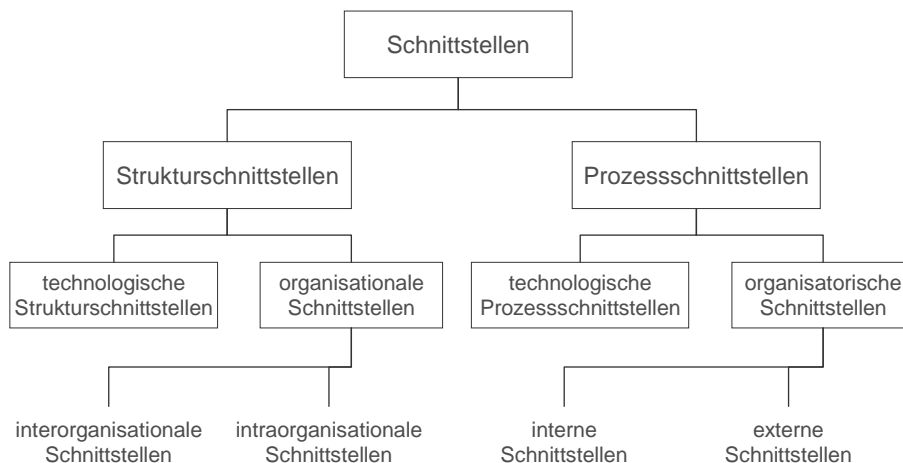 Schnittstellen
Strukturschnittstellen
Prozessschnittstellen
technologische
Strukturschnittstellen
organisationale
Schnittstellen
technologische
Prozessschnittstellen
organisatorische
Schnittstellen
interorganisationale
Schnittstellen
intraorganisationale
Schnittstellen
interne
Schnittstellen
externe
Schnittstellen